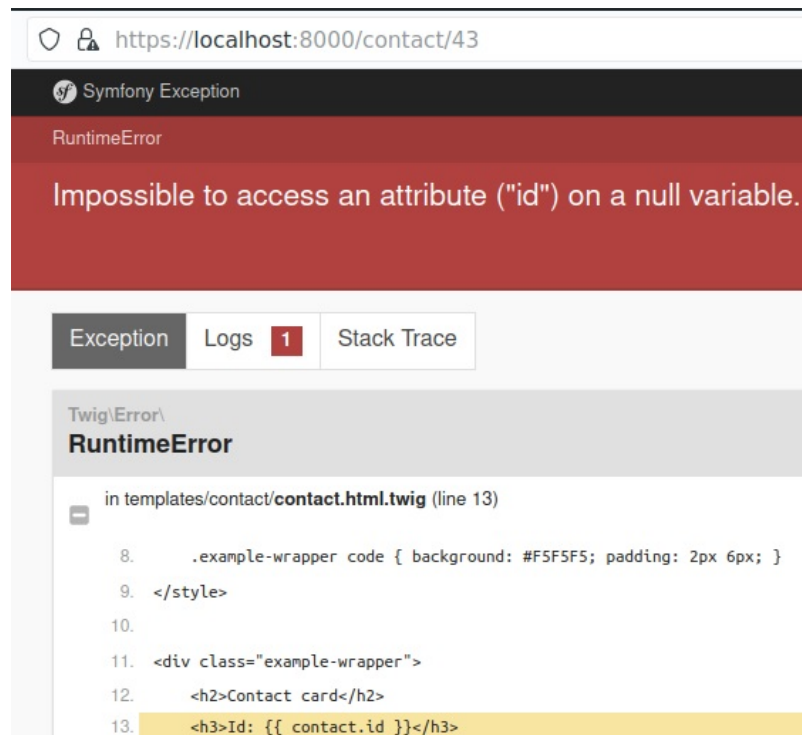 https://localhost:8000/contact/43
sf Symfony Exception
RuntimeError
Impossible to access an attribute ("id") on a null variable.
Exception Logs 1 Stack Trace
Twig\Error\
RuntimeError
in templates/contact/contact.html.twig (line 13)
8. .example-wrapper code { background: #F5F5F5; padding: 2px 6px; }
9. </style>
10.
11. <div class="example-wrapper">
12. <h2>Contact card</h2>
13. <h3>Id: {{ contact.id }}</h3>